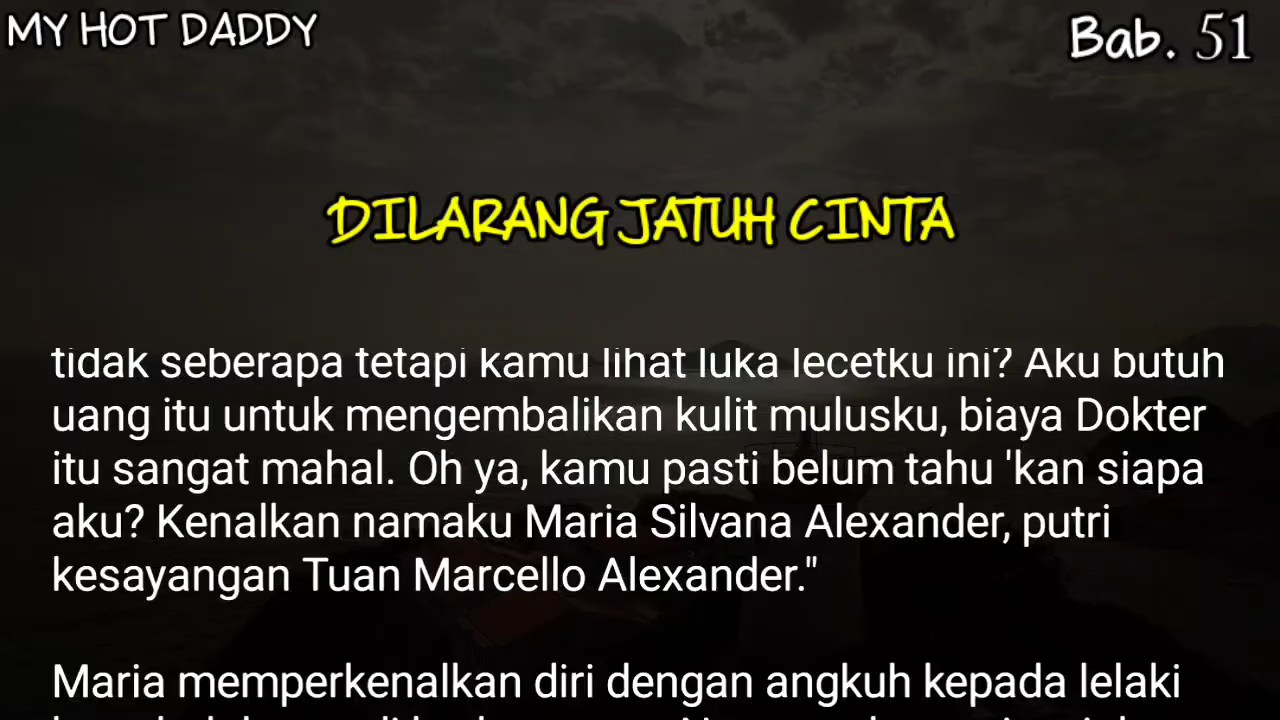 MY HOT DADDY
Bab. 51
DILARANG JATUH CINTA
tidak seberapa tetapi kamu lihat luka lecetku ini? Aku butuh
uang itu untuk mengembalikan kulit mulusku, biaya Dokter
itu sangat mahal. Oh ya, kamu pasti belum tahu 'kan siapa
aku? Kenalkan namaku Maria Silvana Alexander, putri
kesayangan Tuan Marcello Alexander."
Maria memperkenalkan diri dengan angkuh kepada lelaki